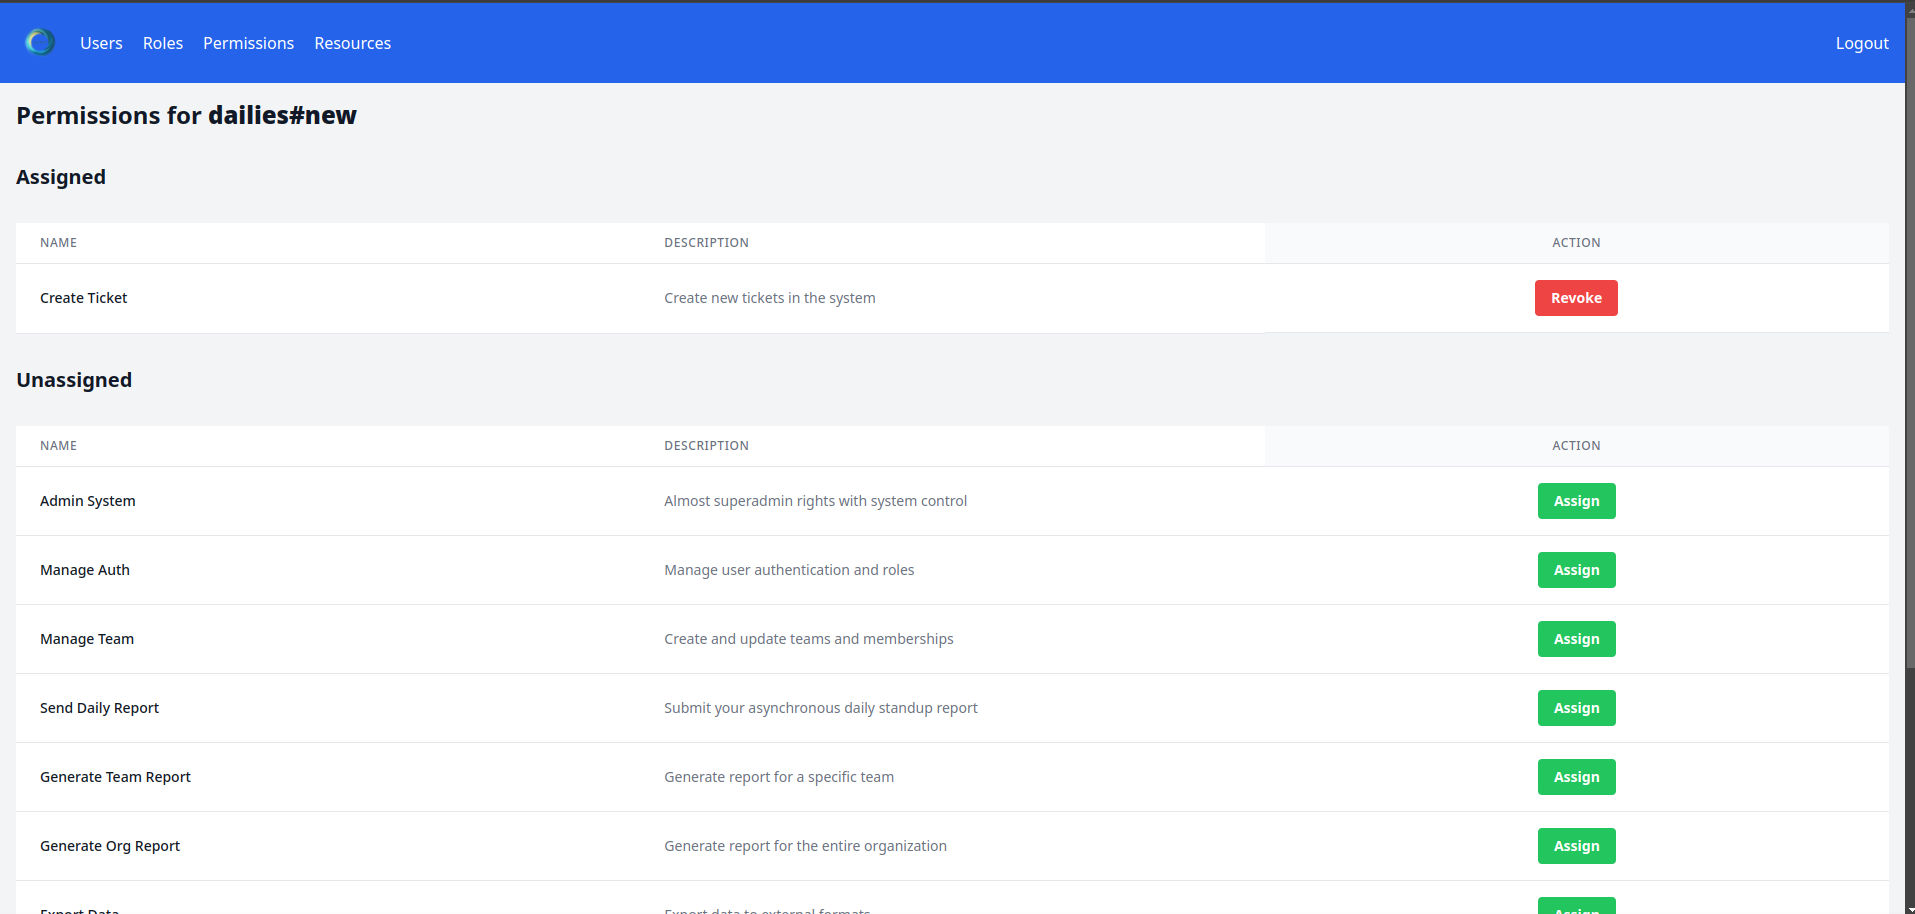 Users Roles Permissions Resources Logout
Permissions for dailies#new
Assigned
NAME DESCRIPTION ACTION
Create Ticket Create new tickets in the system Revoke
Unassigned
NAME DESCRIPTION ACTION
Admin System Almost superadmin rights with system control Assign
Manage Auth Manage user authentication and roles Assign
Manage Team Create and update teams and memberships Assign
Send Daily Report Submit your asynchronous daily standup report Assign
Generate Team Report Generate report for a specific team Assign
Generate Org Report Generate report for the entire organization Assign
Export Data Export data to external formats Assign